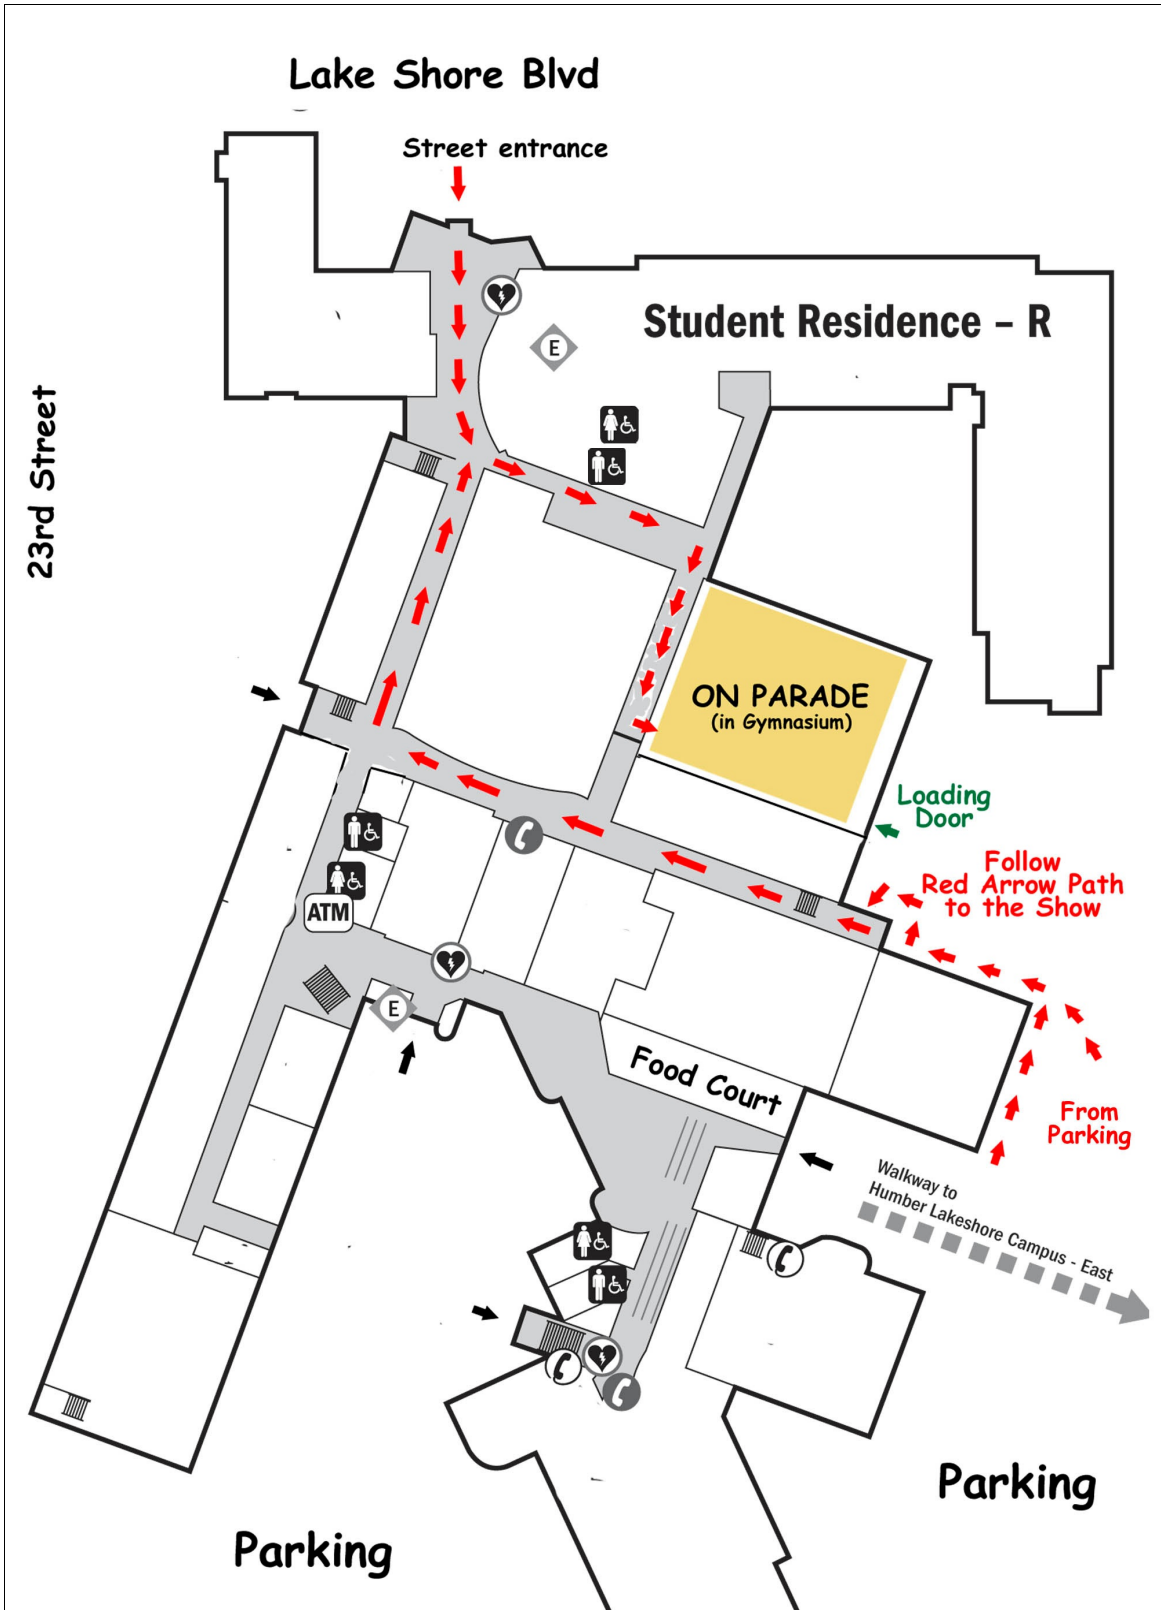 Lake Shore Blvd
Street entrance
Student Residence – R
E
23rd Street
ON PARADE
(in Gymnasium)
Loading
Door
Follow
Red Arrow Path
to the Show
ATM
E
Food Court
From
Parking
Walkway to
Humber Lakeshore Campus - East
Parking
Parking